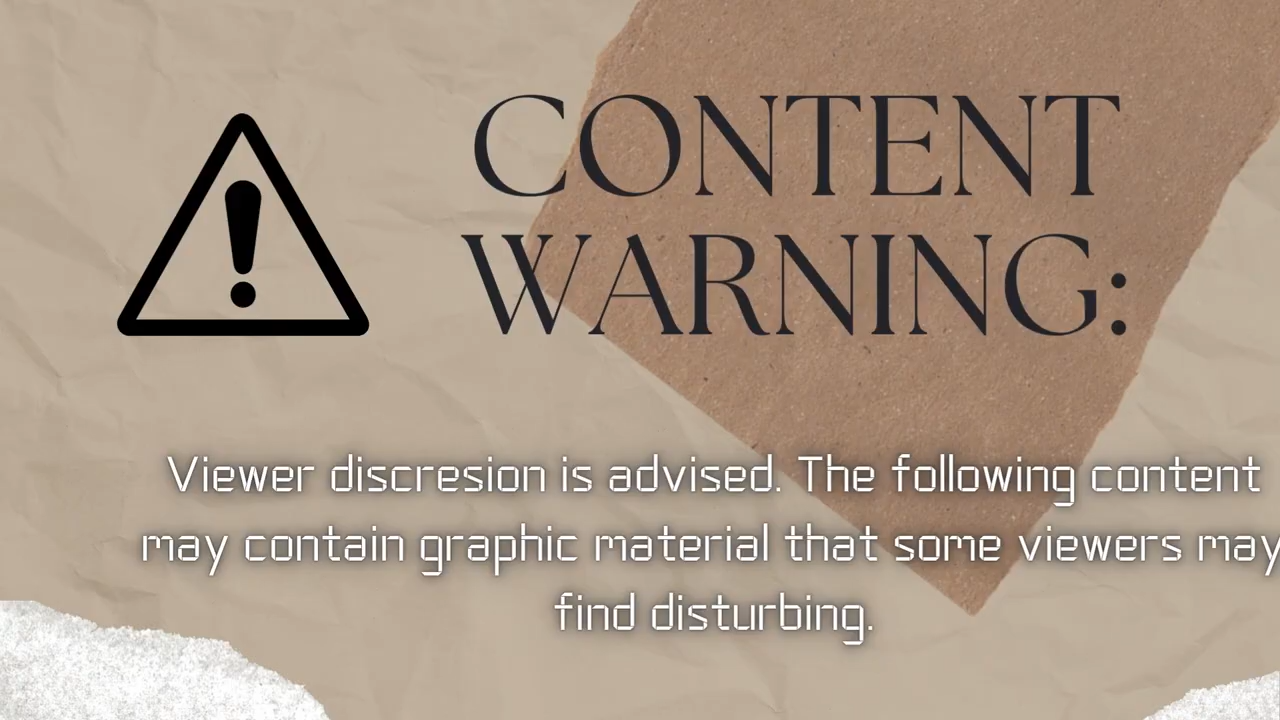 CONTENT
WARNING:
Viewer discresion is advised. The following content
may contain graphic material that some viewers may
find disturbing.